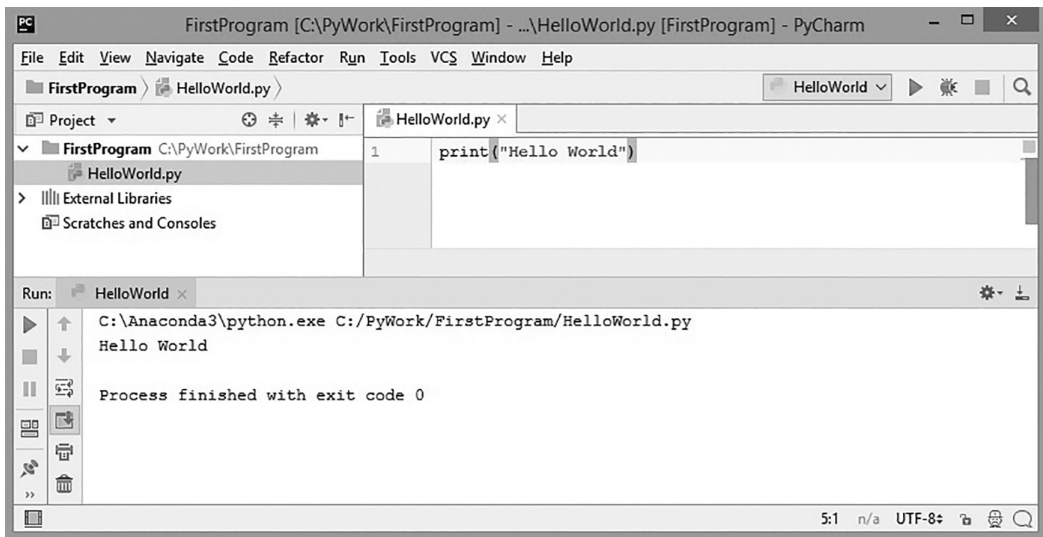 PC FirstProgram [C:\PyWork\FirstProgram] - ...\HelloWorld.py [FirstProgram] - PyCharm
File Edit View Navigate Code Refactor Run Tools VCS Window Help
FirstProgram HelloWorld.py HelloWorld
Project HelloWorld.py
FirstProgram C:\PyWork\FirstProgram
HelloWorld.py
External Libraries
Scratches and Consoles
1 print("Hello World")
Run: HelloWorld
C:\Anaconda3\python.exe C:/PyWork/FirstProgram/HelloWorld.py
Hello World
Process finished with exit code 0
5:1 n/a UTF-8